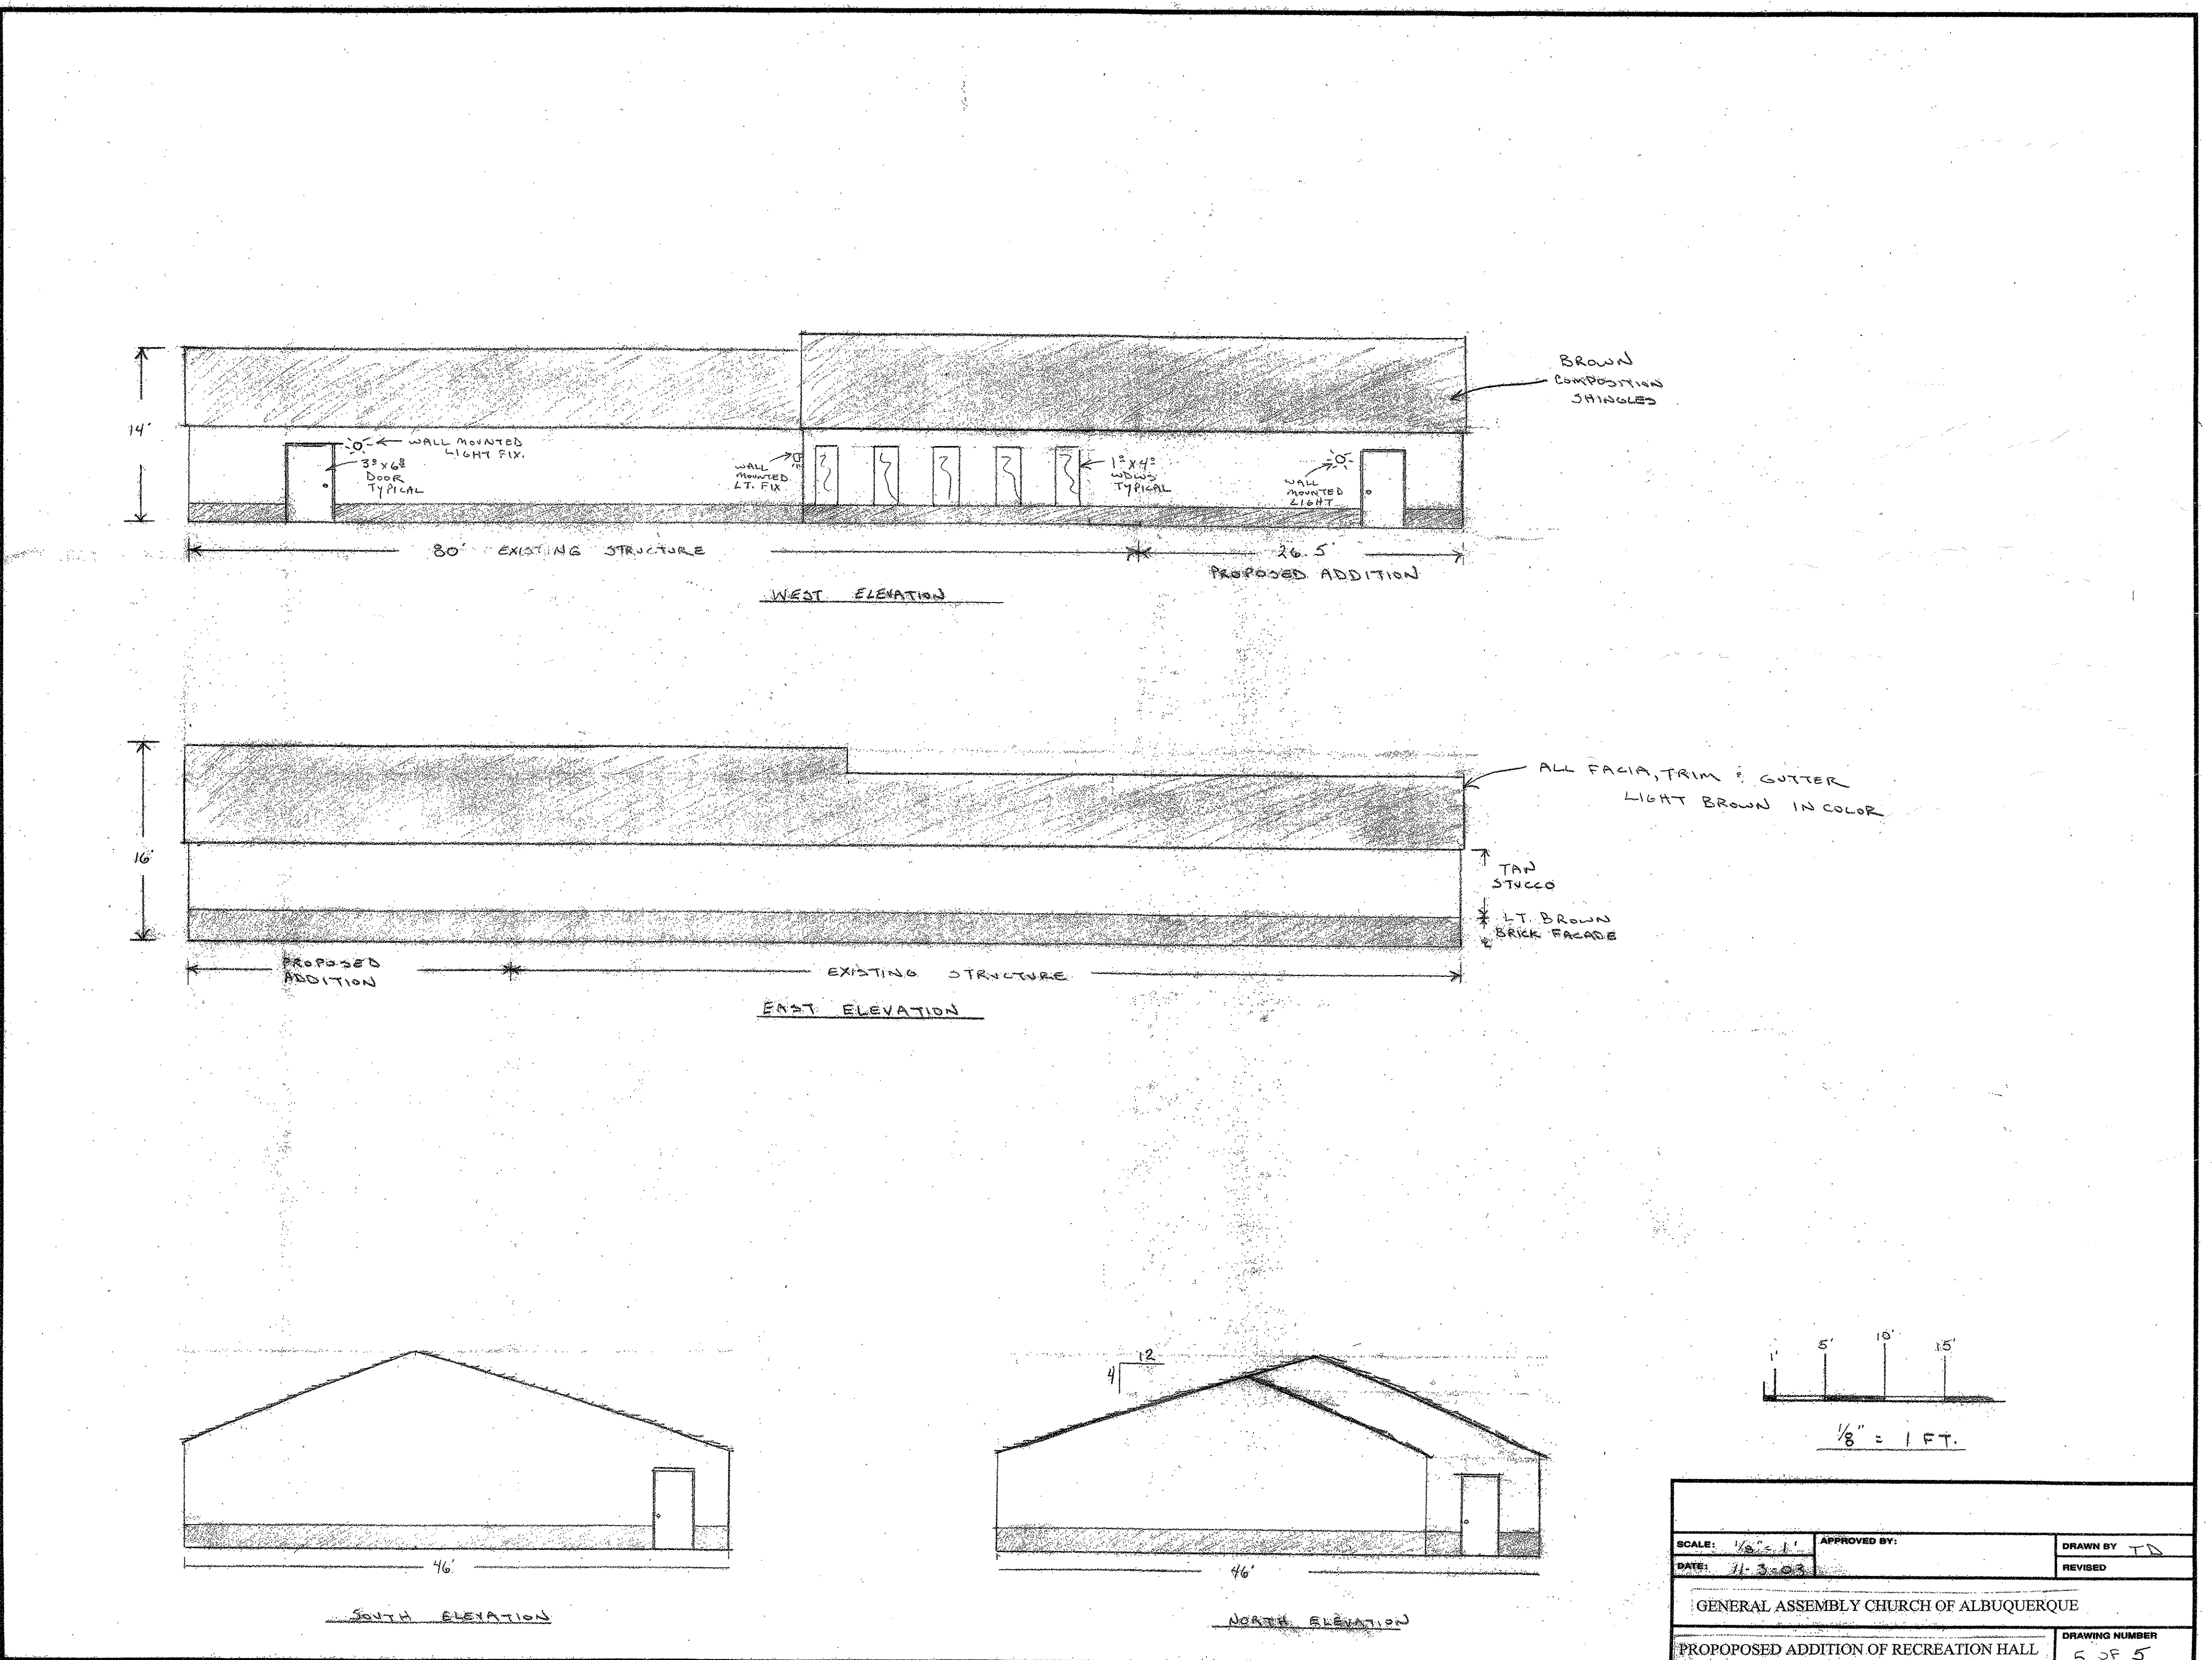 14'
WALL MOUNTED
LIGHT FIX.
3⁰ x 6⁸
DOOR
TYPICAL
WALL
MOUNTED
LT. FIX
1⁰ x 4⁰
WDWS
TYPICAL
WALL
MOUNTED
LIGHT
BROWN
COMPOSITION
SHINGLES
80' EXISTING STRUCTURE
26.5'
PROPOSED ADDITION
WEST ELEVATION
16'
ALL FACIA, TRIM & GUTTER
LIGHT BROWN IN COLOR
TAN
STUCCO
LT. BROWN
BRICK FACADE
PROPOSED
ADDITION
EXISTING STRUCTURE
EAST ELEVATION
46'
SOUTH ELEVATION
12
4
46'
NORTH ELEVATION
1' 5' 10' 15'
1/8" = 1 FT.
SCALE: 1/8" = 1'
APPROVED BY:
DRAWN BY TD
DATE: 11-3-03
REVISED
GENERAL ASSEMBLY CHURCH OF ALBUQUERQUE
PROPOPOSED ADDITION OF RECREATION HALL
DRAWING NUMBER
5 OF 5